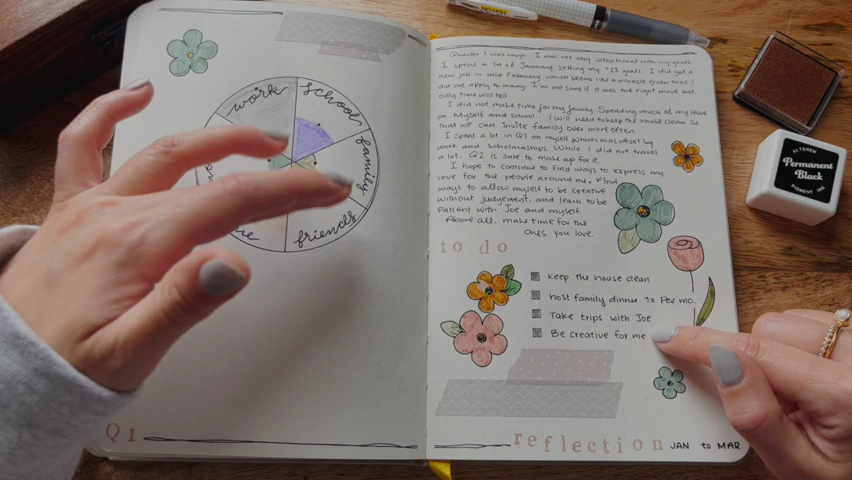 work
school
family
friends
Q1
Quarter 1 was rough. I was not very intentional with my goals.
I spend a lot of January setting my '23 goals. I did get a
new job in mid February which seems like a miracle given that I
did not apply to many. I'm not sure if it was the right move but
only time will tell.
I did not make time for my family. Spending much of my leave
on Myself and school. I will need to keep the house clean so
that we can invite family over more often.
I spent a lot in Q1 on myself which was offset by
work and scholarships. While I did not travel
a lot. Q2 is sure to make up for it.
I hope to continue to find ways to express my
love for the people around me, find
ways to allow myself to be creative
without judgement, and learn to be
Patient with Joe and myself.
Above all, make time for the
Ones you love.
to do
Keep the house clean
host family dinner 1x Per mo.
Take trips with Joe
Be creative for me
reflection JAN to MAR
ALTENEW
Permanent
Black
PIGMENT INK